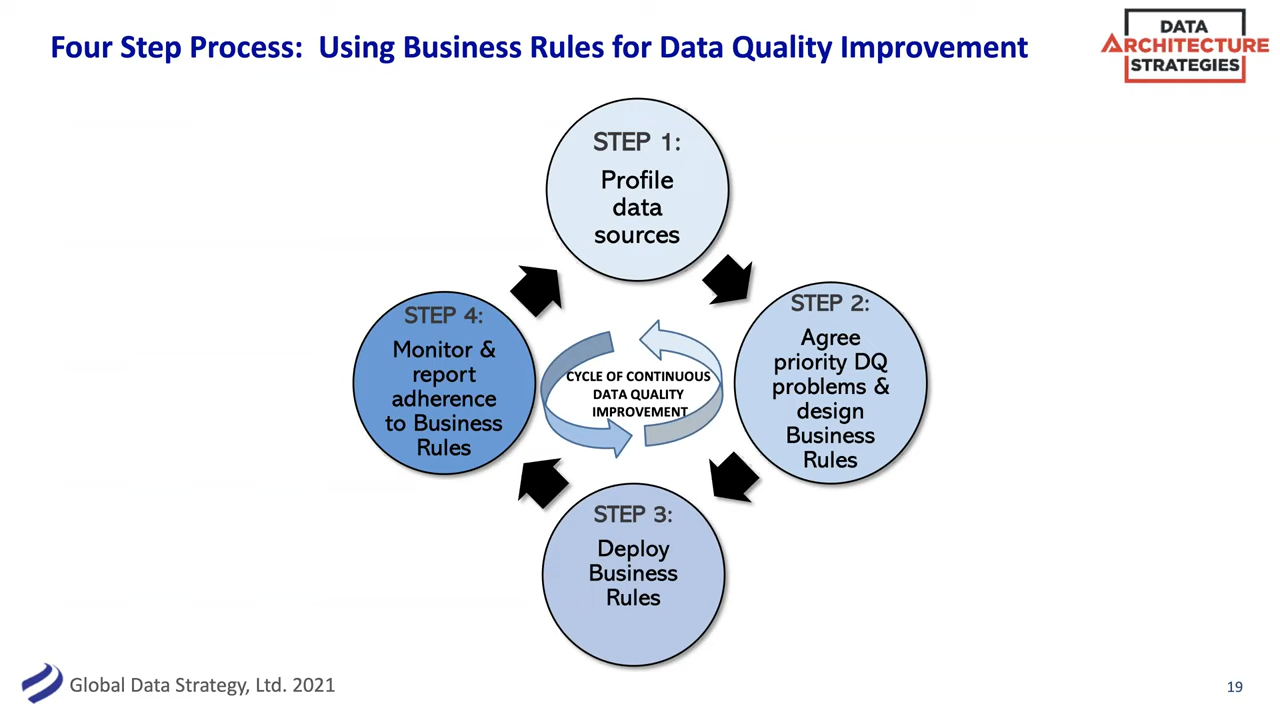 Four Step Process:  Using Business Rules for Data Quality Improvement
DATA
ARCHITECTURE
STRATEGIES
STEP 1:
Profile
data
sources
STEP 2:
Agree
priority DQ
problems &
design
Business
Rules
STEP 3:
Deploy
Business
Rules
STEP 4:
Monitor &
report
adherence
to Business
Rules
CYCLE OF CONTINUOUS
DATA QUALITY
IMPROVEMENT
Global Data Strategy, Ltd. 2021
19